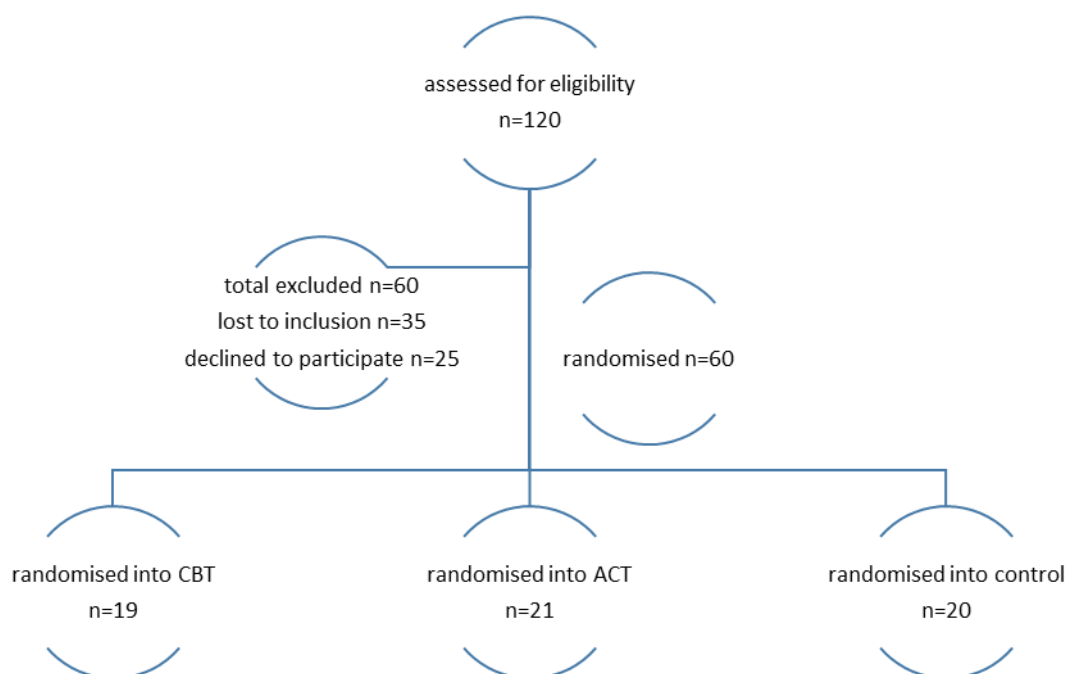 assessed for eligibility
n=120
total excluded n=60
lost to inclusion n=35
declined to participate n=25
randomised n=60
randomised into CBT
n=19
randomised into ACT
n=21
randomised into control
n=20